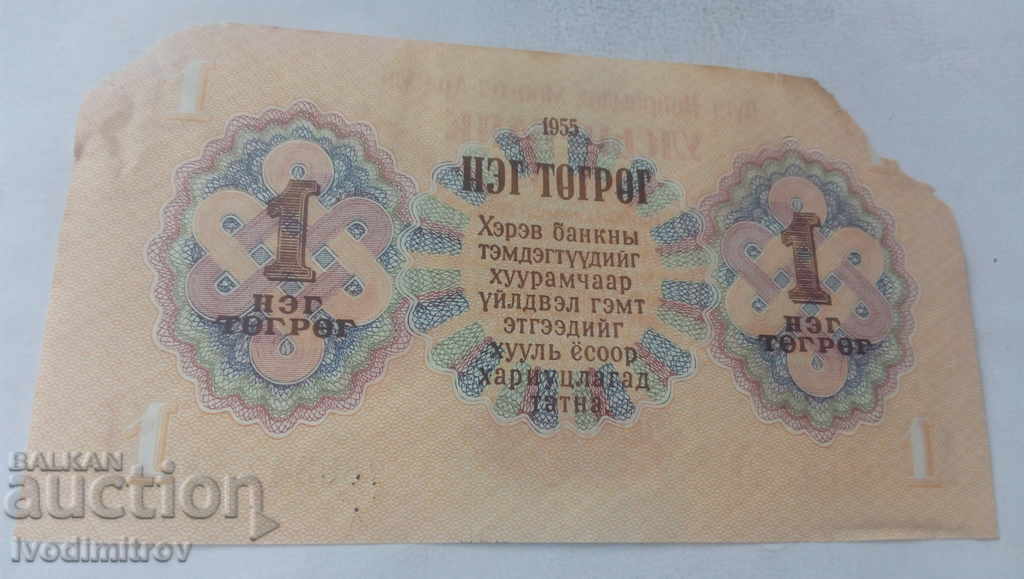 1
1955
НЭГ ТӨГРӨГ
Хэрэв банкны
тэмдэгтүүдийг
хуурамчаар
үйлдвэл гэмт
этгээдийг
хууль ёсоор
хариуцлагад
татна.
1
НЭГ
ТӨГРӨГ
1
НЭГ
ТӨГРӨГ
1
1
BALKAN
auction
ivodimitrov